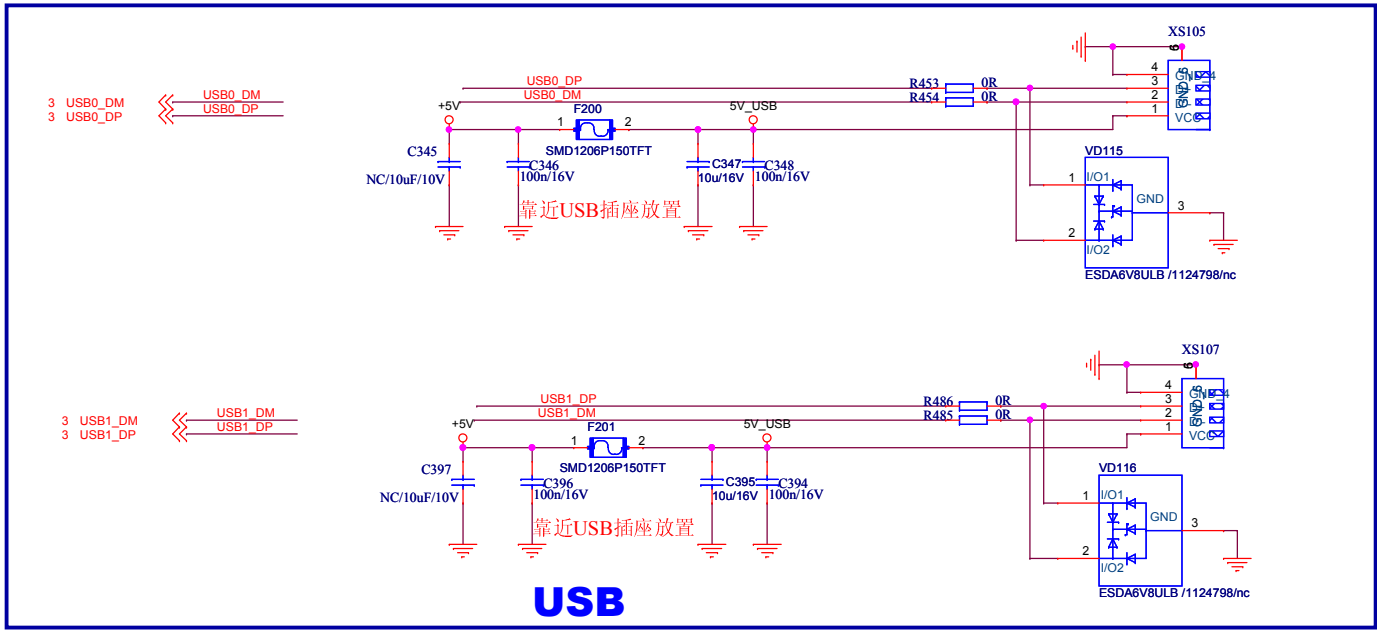 XS105
6
4
GND
3
D+
2
D-
1
VCC
GND
USB0_DP
R453
0R
USB0_DM
R454
0R
3 USB0_DM
USB0_DM
3 USB0_DP
USB0_DP
+5V
F200
5V_USB
1
2
SMD1206P150TFT
C345
NC/10uF/10V
C346
100n/16V
C347
10u/16V
C348
100n/16V
靠近USB插座放置
VD115
1
I/O1
GND
3
2
I/O2
ESDA6V8ULB /1124798/nc
XS107
6
4
GND
3
D+
2
D-
1
VCC
GND
USB1_DP
R486
0R
USB1_DM
R485
0R
3 USB1_DM
USB1_DM
3 USB1_DP
USB1_DP
+5V
F201
5V_USB
1
2
SMD1206P150TFT
C397
NC/10uF/10V
C396
100n/16V
C395
10u/16V
C394
100n/16V
靠近USB插座放置
VD116
1
I/O1
GND
3
2
I/O2
ESDA6V8ULB /1124798/nc
USB